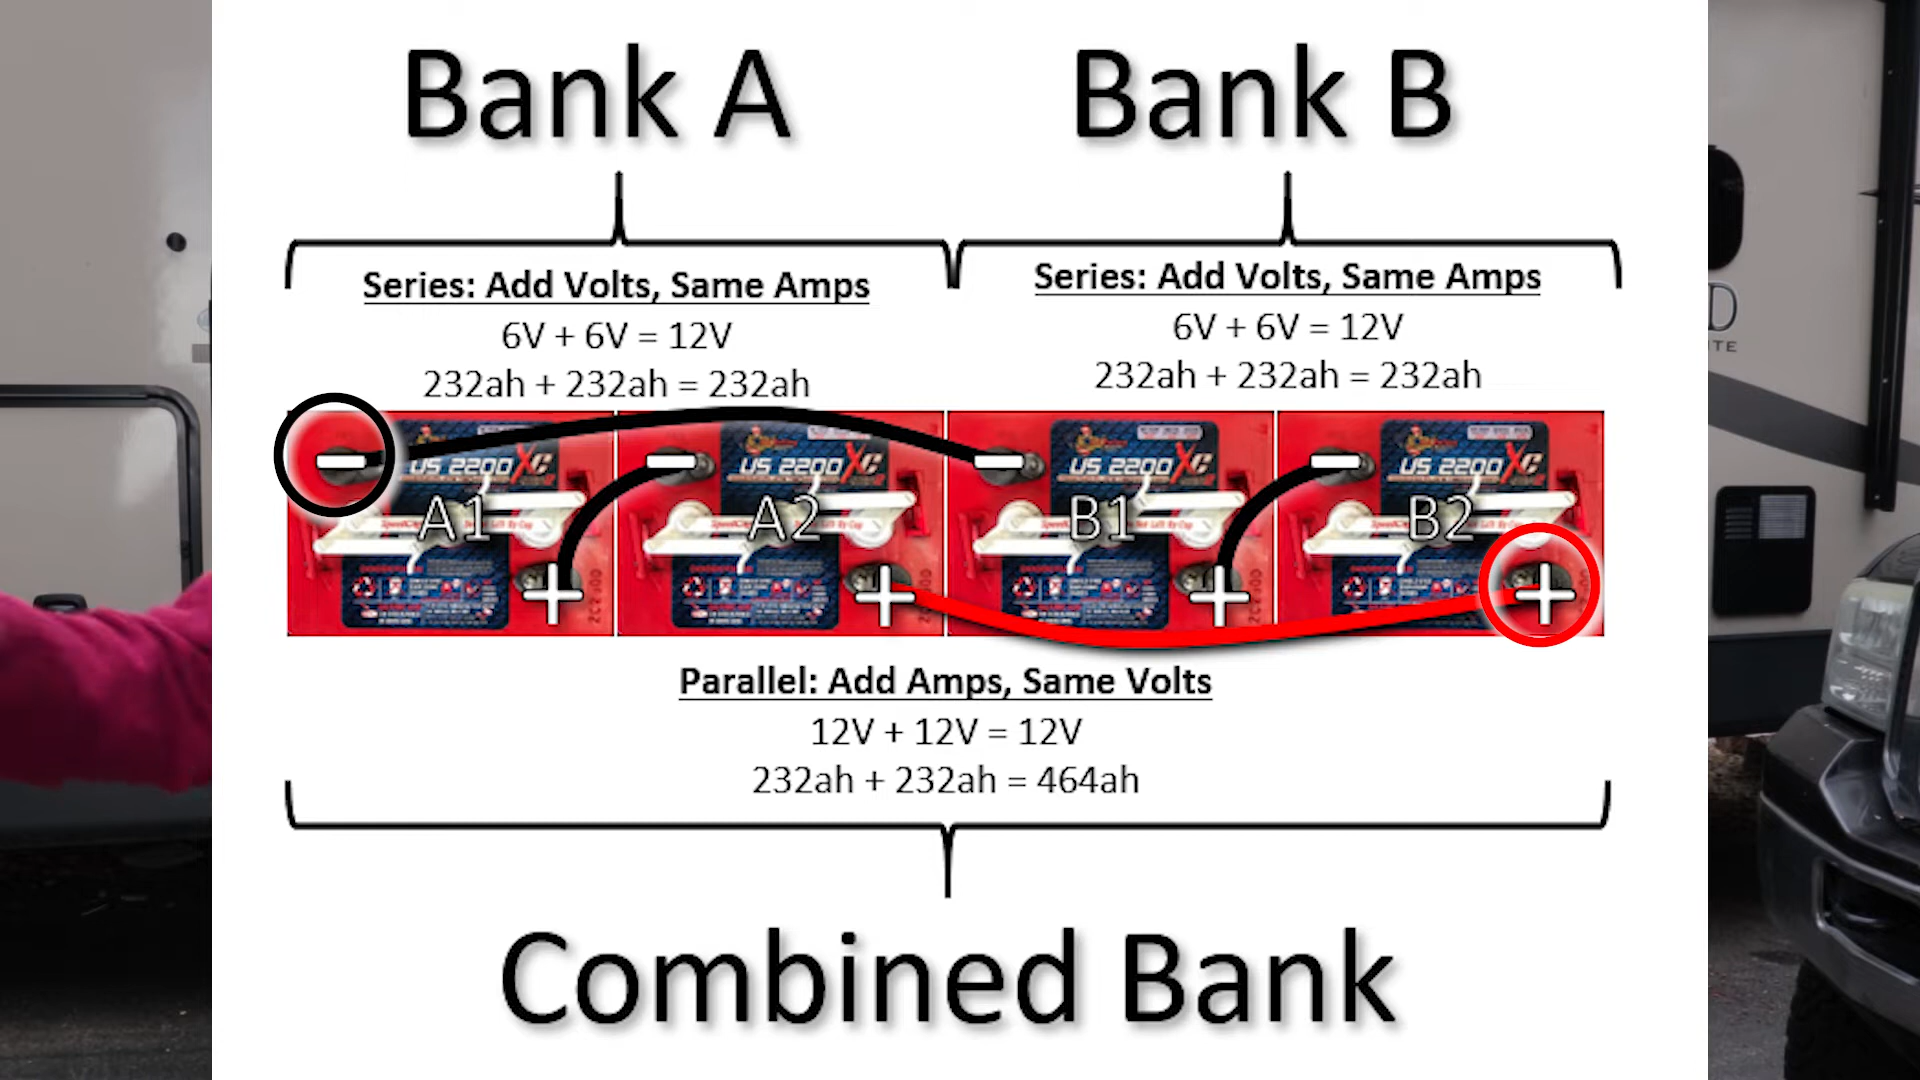 Bank A
Bank B
Series: Add Volts, Same Amps
6V + 6V = 12V
232ah + 232ah = 232ah
Series: Add Volts, Same Amps
6V + 6V = 12V
232ah + 232ah = 232ah
US 2200 XC
US 2200 XC
US 2200 XC
US 2200 XC
A1
A2
B1
B2
Parallel: Add Amps, Same Volts
12V + 12V = 12V
232ah + 232ah = 464ah
Combined Bank